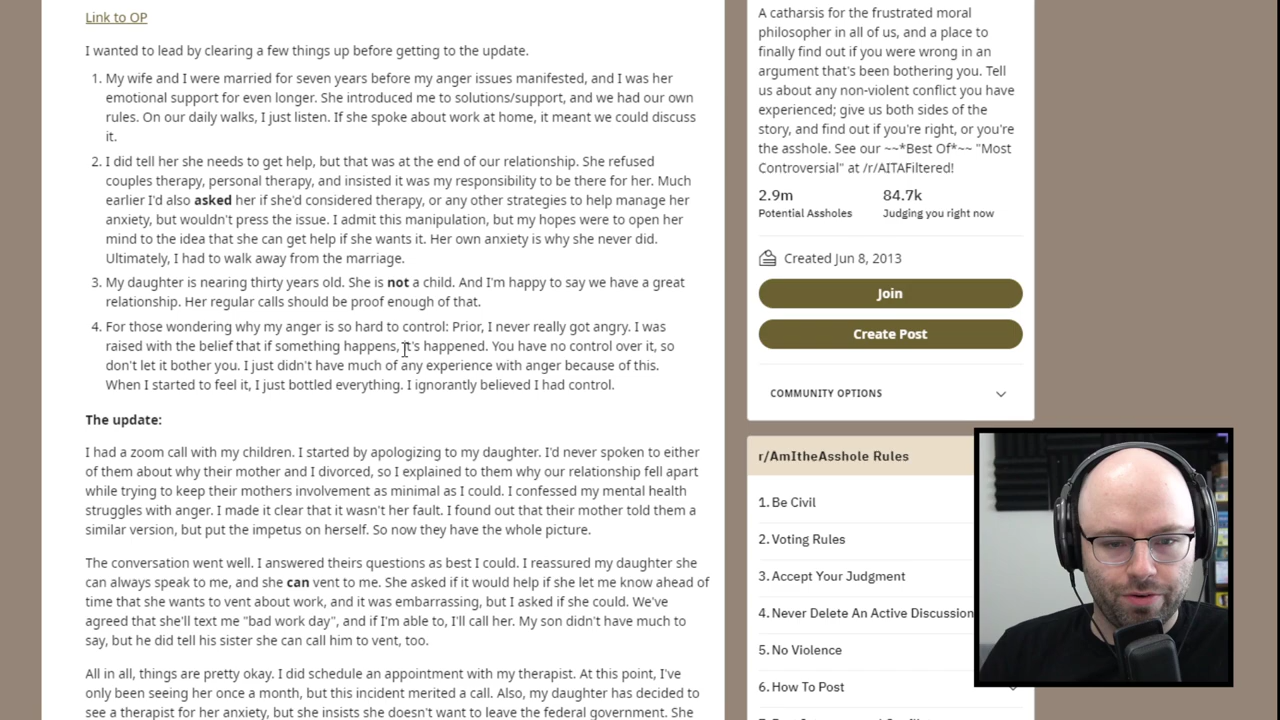 Link to OP
I wanted to lead by clearing a few things up before getting to the update.
1. My wife and I were married for seven years before my anger issues manifested, and I was her
emotional support for even longer. She introduced me to solutions/support, and we had our own
rules. On our daily walks, I just listen. If she spoke about work at home, it meant we could discuss
it.
2. I did tell her she needs to get help, but that was at the end of our relationship. She refused
couples therapy, personal therapy, and insisted it was my responsibility to be there for her. Much
earlier I'd also asked her if she'd considered therapy, or any other strategies to help manage her
anxiety, but wouldn't press the issue. I admit this manipulation, but my hopes were to open her
mind to the idea that she can get help if she wants it. Her own anxiety is why she never did.
Ultimately, I had to walk away from the marriage.
3. My daughter is nearing thirty years old. She is not a child. And I'm happy to say we have a great
relationship. Her regular calls should be proof enough of that.
4. For those wondering why my anger is so hard to control: Prior, I never really got angry. I was
raised with the belief that if something happens, it's happened. You have no control over it, so
don't let it bother you. I just didn't have much of any experience with anger because of this.
When I started to feel it, I just bottled everything. I ignorantly believed I had control.
The update:
I had a zoom call with my children. I started by apologizing to my daughter. I'd never spoken to either
of them about why their mother and I divorced, so I explained to them why our relationship fell apart
while trying to keep their mothers involvement as minimal as I could. I confessed my mental health
struggles with anger. I made it clear that it wasn't her fault. I found out that their mother told them a
similar version, but put the impetus on herself. So now they have the whole picture.
The conversation went well. I answered theirs questions as best I could. I reassured my daughter she
can always speak to me, and she can vent to me. She asked if it would help if she let me know ahead of
time that she wants to vent about work, and it was embarrassing, but I asked if she could. We've
agreed that she'll text me "bad work day", and if I'm able to, I'll call her. My son didn't have much to
say, but he did tell his sister she can call him to vent, too.
All in all, things are pretty okay. I did schedule an appointment with my therapist. At this point, I've
only been seeing her once a month, but this incident merited a call. Also, my daughter has decided to
see a therapist for her anxiety, but she insists she doesn't want to leave the federal government. She
A catharsis for the frustrated moral
philosopher in all of us, and a place to
finally find out if you were wrong in an
argument that's been bothering you. Tell
us about any non-violent conflict you have
experienced; give us both sides of the
story, and find out if you're right, or you're
the asshole. See our ~~*Best Of*~~ "Most
Controversial" at /r/AITAFiltered!
2.9m 84.7k
Potential Assholes Judging you right now
Created Jun 8, 2013
Join
Create Post
COMMUNITY OPTIONS
r/AmItheAsshole Rules
1. Be Civil
2. Voting Rules
3. Accept Your Judgment
4. Never Delete An Active Discussion
5. No Violence
6. How To Post